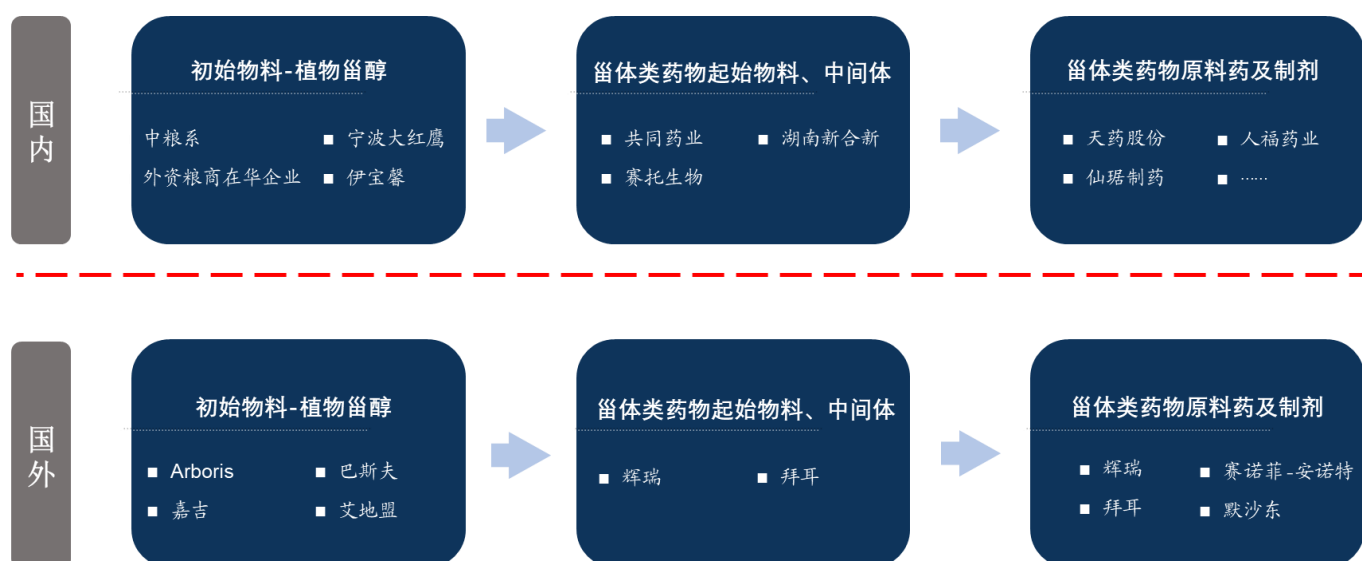 国内
初始物料-植物甾醇
中粮系
■ 宁波大红鹰
外资粮商在华企业
■ 伊宝馨
甾体类药物起始物料、中间体
■ 共同药业
■ 湖南新合新
■ 赛托生物
甾体类药物原料药及制剂
■ 天药股份
■ 人福药业
■ 仙琚制药
■ ……
国外
初始物料-植物甾醇
■ Arboris
■ 巴斯夫
■ 嘉吉
■ 艾地盟
甾体类药物起始物料、中间体
■ 辉瑞
■ 拜耳
甾体类药物原料药及制剂
■ 辉瑞
■ 赛诺菲-安诺特
■ 拜耳
■ 默沙东